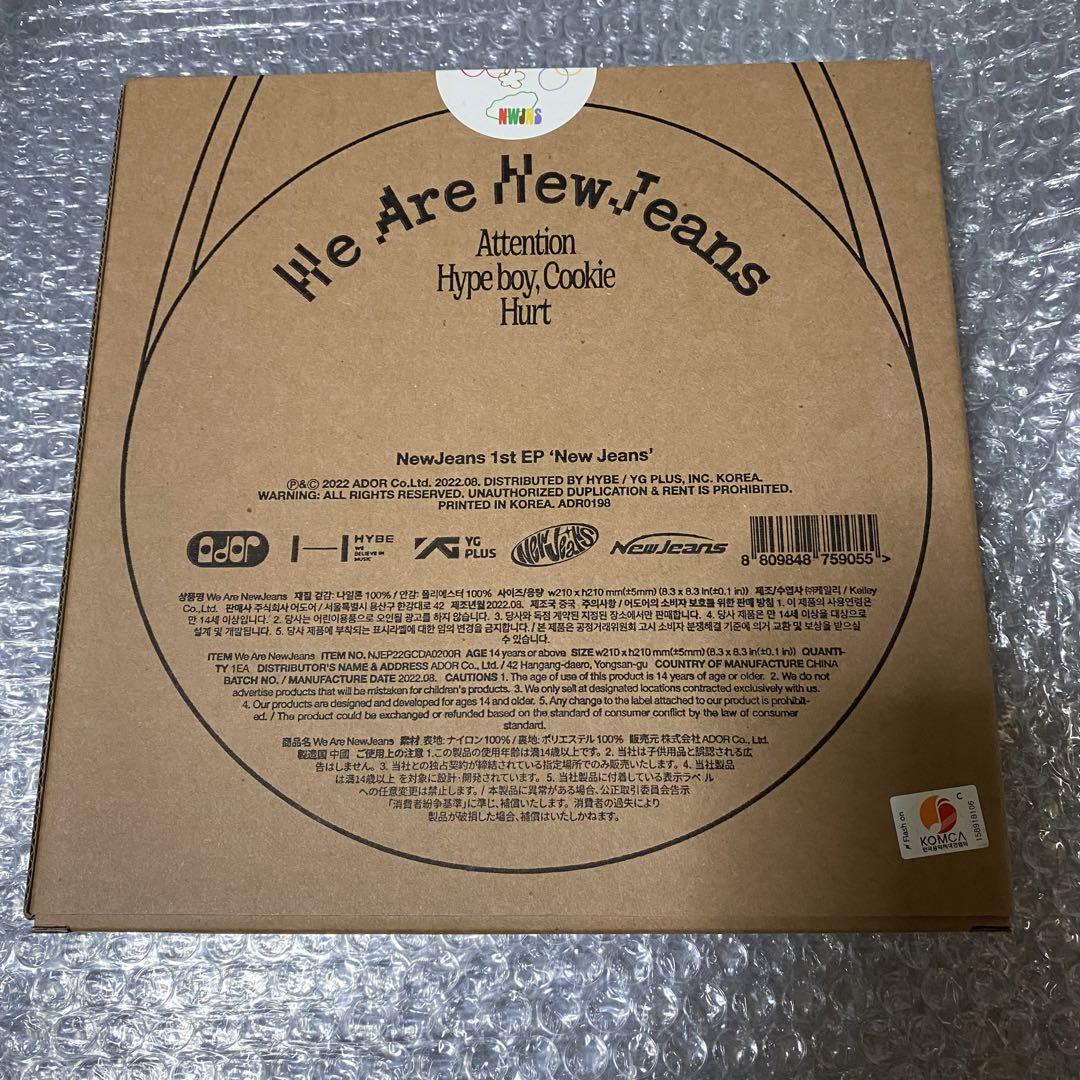 NWJNS
We Are NewJeans
Attention
Hype boy, Cookie
Hurt
NewJeans 1st EP ‘New Jeans’
Ⓟ&Ⓒ 2022 ADOR Co.Ltd. 2022.08. DISTRIBUTED BY HYBE / YG PLUS, INC. KOREA.
WARNING: ALL RIGHTS RESERVED. UNAUTHORIZED DUPLICATION & RENT IS PROHIBITED.
PRINTED IN KOREA. ADR0198
ador
HYBE
WE
BELIEVE IN
MUSIC
YG
PLUS
NewJeans
NewJeans
8 809848 759055 >
상품명 We Are NewJeans 재질 겉감: 나일론 100% / 안감: 폴리에스터 100% 사이즈/용량 w210 x h210 mm(±5mm) (8.3 x 8.3 ln(±0.1 in)) 제조/수입사 ㈜케일리 / Keiley
Co.,Ltd. 판매사 주식회사 어도어 / 서울특별시 용산구 한강대로 42 제조년월 2022.08. 제조국 중국 주의사항 / 어도어의 소비자 보호를 위한 판매 방침 1. 이 제품의 사용연령은
만 14세 이상입니다. 2. 당사는 어린이용품으로 오인될 광고를 하지 않습니다. 3. 당사와 독점 계약된 지정된 장소에서만 판매합니다. 4. 당사 제품은 만 14세 이상을 대상으로
설계 및 개발됩니다. 5. 당사 제품에 부착되는 표시라벨에 대한 임의 변경을 금지합니다. / 본 제품은 공정거래위원회 고시 소비자 분쟁해결 기준에 의거 교환 및 보상을 받으실
수 있습니다.
ITEM We Are NewJeans ITEM NO. NJEP22GCDA0200R AGE 14 years or above SIZE w210 x h210 mm(±5mm) (8.3 x 8.3 ln(±0.1 in)) QUANTI-
TY 1EA DISTRIBUTOR'S NAME & ADDRESS ADOR Co., Ltd. / 42 Hangang-daero, Yongsan-gu COUNTRY OF MANUFACTURE CHINA
BATCH NO. / MANUFACTURE DATE 2022.08. CAUTIONS 1. The age of use of this product is 14 years of age or older. 2. We do not
advertise products that will be mistaken for children's products. 3. We only sell at designated locations contracted exclusively with us.
4. Our products are designed and developed for ages 14 and older. 5. Any change to the label attached to our product is prohibit-
ed. / The product could be exchanged or refunded based on the standard of consumer conflict by the law of consumer
standard.
商品名 We Are NewJeans 素材 表地: ナイロン100% / 裏地: ポリエステル 100% 販売元 株式会社 ADOR Co., Ltd.
製造国 中國 ご使用上の注意 1.この製品の使用年齢は満14歳以上です。2. 当社は子供用品と誤認される広
告はしません。3. 当社との独占契約が締結されている指定場所でのみ販売いたします。4. 当社製品
は満14歳以上 を対象に設計・開発されています。5. 当社製品に付着している表示ラベル
への任意変更は禁止します。/ 本製品に異常がある場合、公正取引委員会告示
「消費者紛争基準」に準じ、補償いたします。消費者の過失により
製品が破損した場合、補償はいたしかねます。
Flash on
KOMCA
한국음악저작권협회
C
15891B106